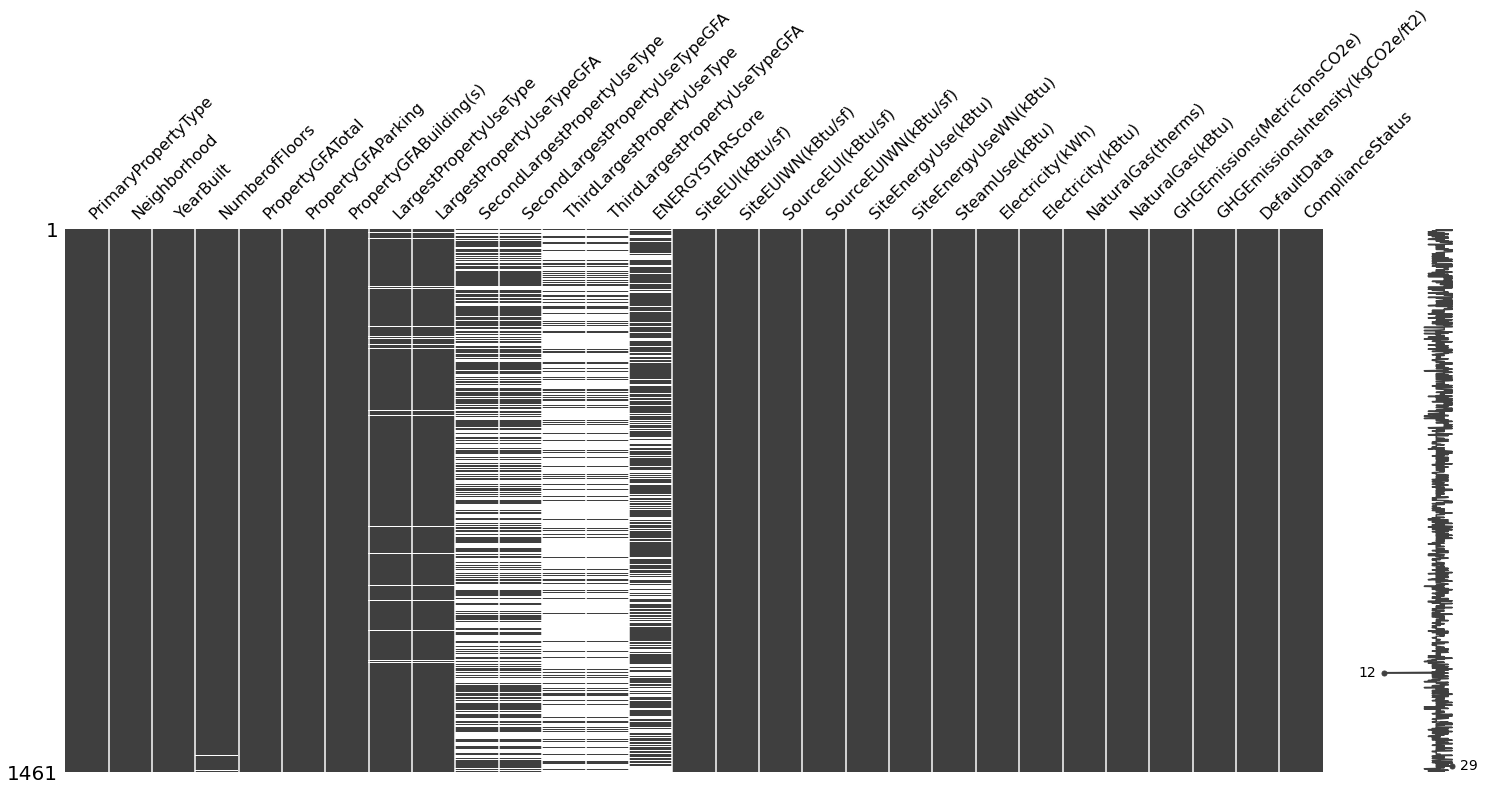 PrimaryPropertyType
Neighborhood
YearBuilt
NumberofFloors
PropertyGFATotal
PropertyGFAParking
PropertyGFABuilding(s)
LargestPropertyUseType
LargestPropertyUseTypeGFA
SecondLargestPropertyUseType
SecondLargestPropertyUseTypeGFA
ThirdLargestPropertyUseType
ThirdLargestPropertyUseTypeGFA
ENERGYSTARScore
SiteEUI(kBtu/sf)
SiteEUIWN(kBtu/sf)
SourceEUI(kBtu/sf)
SourceEUIWN(kBtu/sf)
SiteEnergyUse(kBtu)
SiteEnergyUseWN(kBtu)
SteamUse(kBtu)
Electricity(kWh)
Electricity(kBtu)
NaturalGas(therms)
NaturalGas(kBtu)
GHGEmissions(MetricTonsCO2e)
GHGEmissionsIntensity(kgCO2e/ft2)
DefaultData
ComplianceStatus
1
12
29
1461